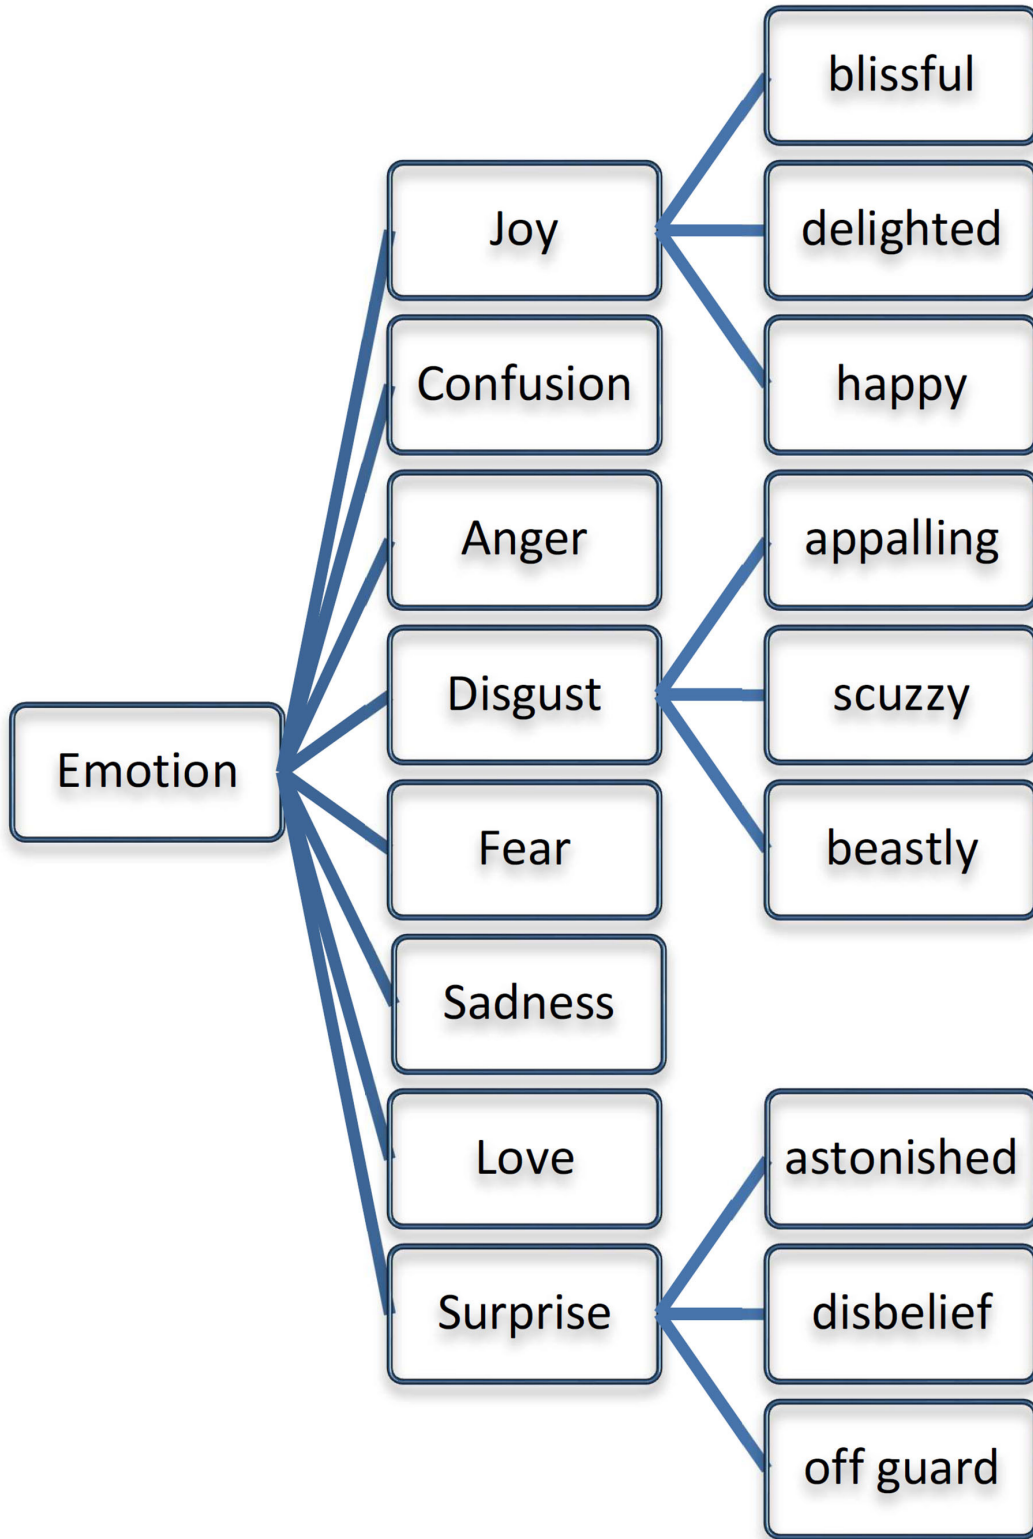 Emotion
Joy
blissful
delighted
happy
Confusion
Anger
Disgust
appalling
scuzzy
beastly
Fear
Sadness
Love
Surprise
astonished
disbelief
off guard